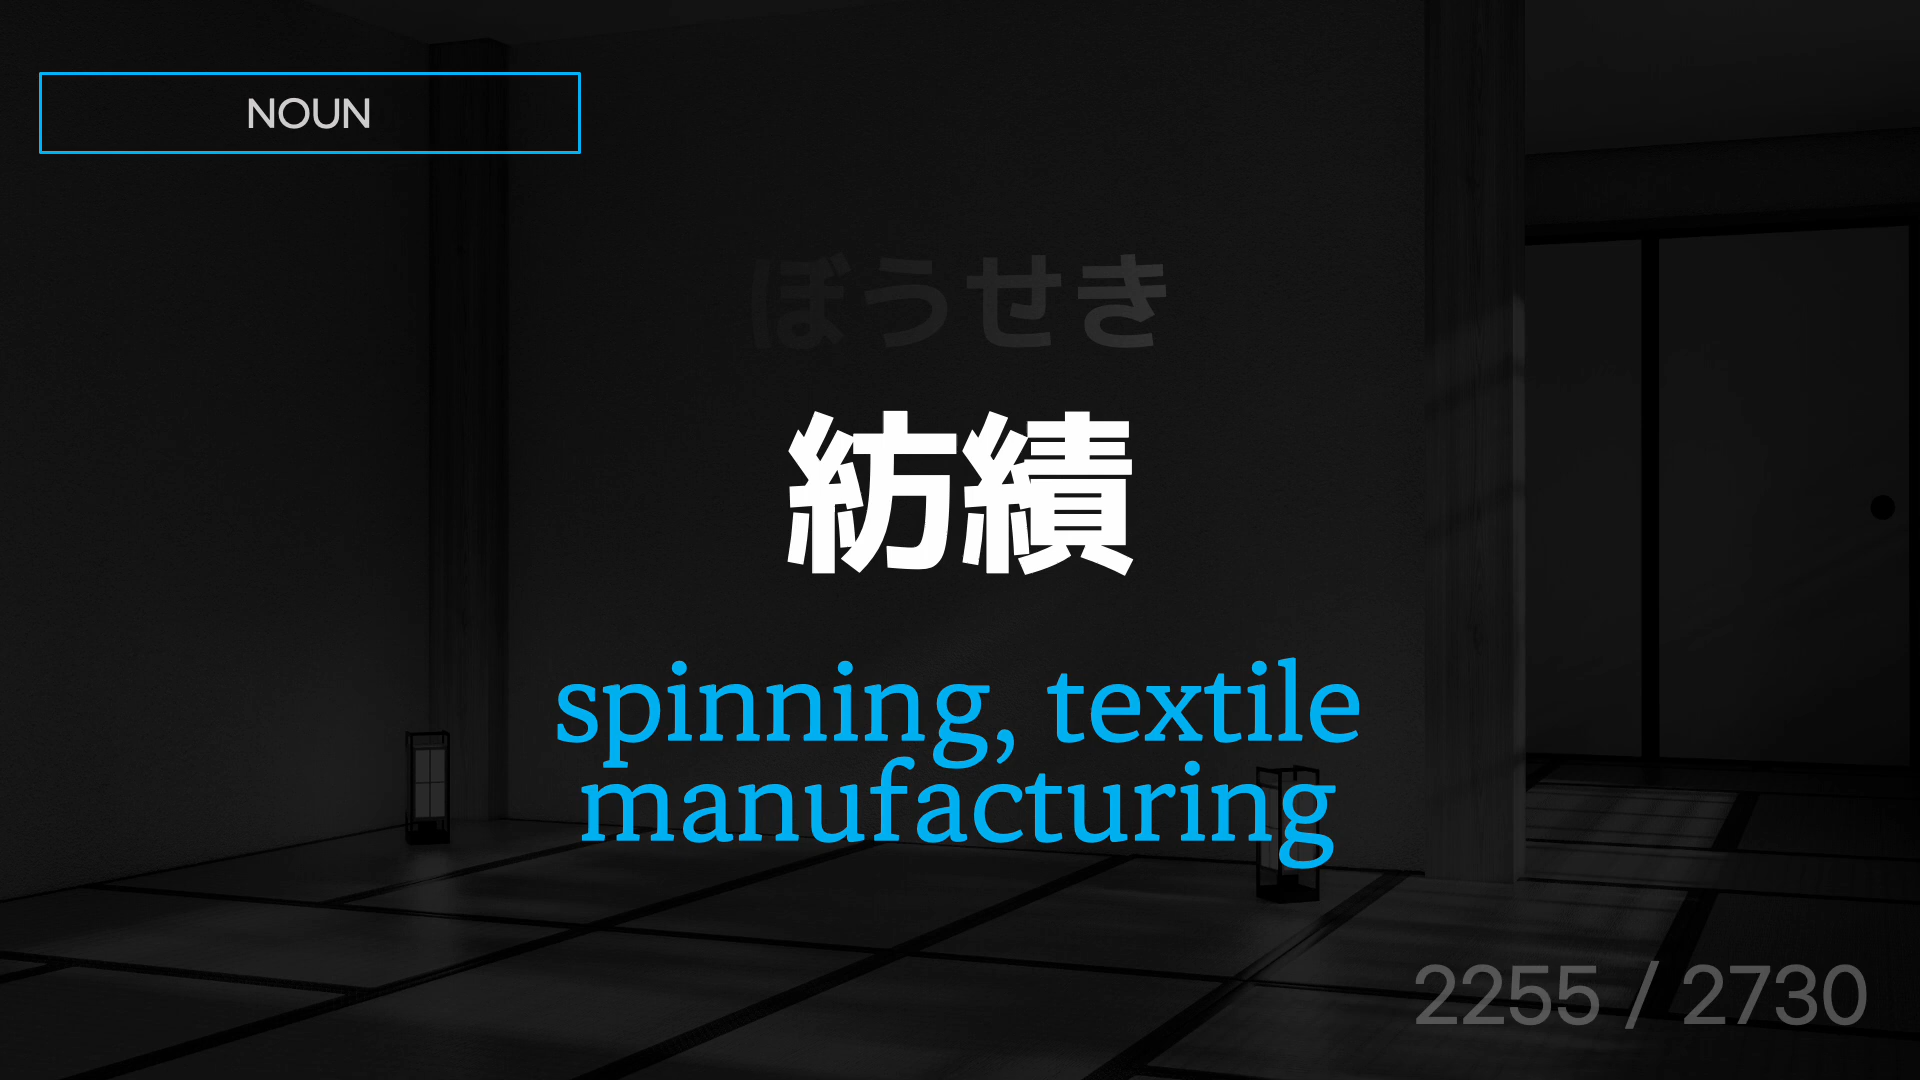 NOUN
ぼうせき
紡績
spinning, textile
manufacturing
2255 / 2730